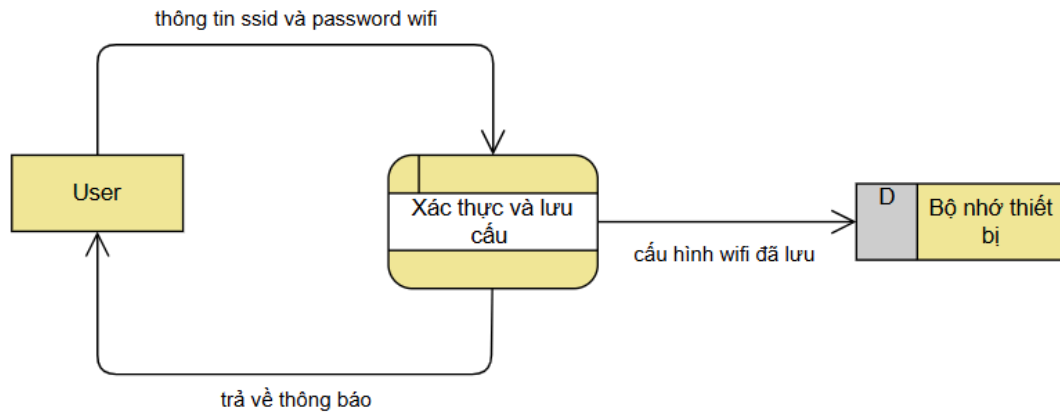 thông tin ssid và password wifi
User
Xác thực và lưu
cấu
D
Bộ nhớ thiết
bị
cấu hình wifi đã lưu
trả về thông báo